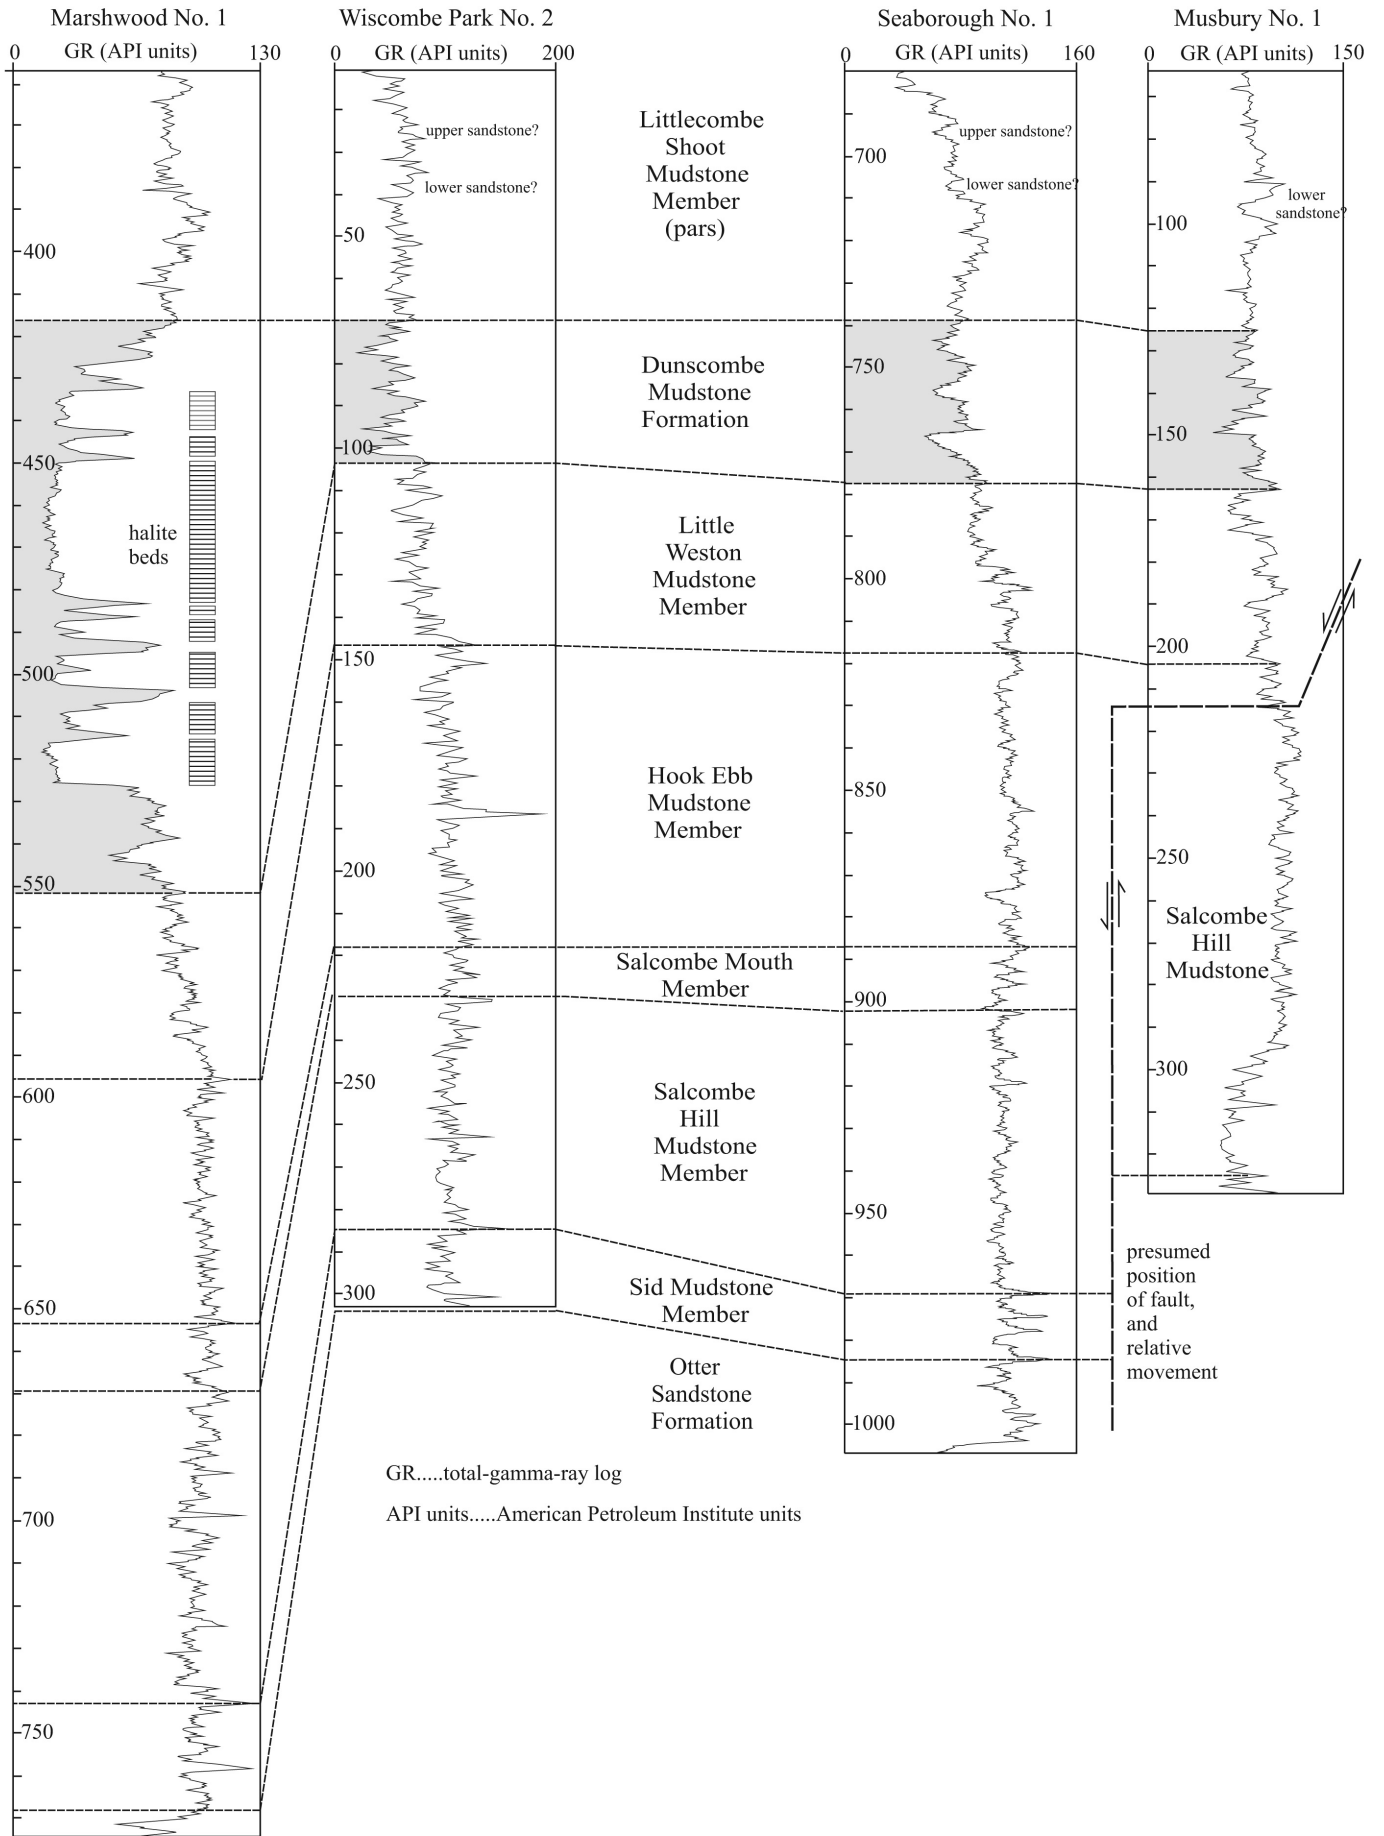 Marshwood No. 1
0 GR (API units) 130
400
450
500
550
600
650
700
750
halite
beds
Wiscombe Park No. 2
0 GR (API units) 200
upper sandstone?
lower sandstone?
50
100
150
200
250
300
Littlecombe
Shoot
Mudstone
Member
(pars)
Dunscombe
Mudstone
Formation
Little
Weston
Mudstone
Member
Hook Ebb
Mudstone
Member
Salcombe Mouth
Member
Salcombe
Hill
Mudstone
Member
Sid Mudstone
Member
Otter
Sandstone
Formation
Seaborough No. 1
0 GR (API units) 160
upper sandstone?
lower sandstone?
700
750
800
850
900
950
1000
Musbury No. 1
0 GR (API units) 150
lower
sandstone?
100
150
200
250
300
Salcombe
Hill
Mudstone
presumed
position
of fault,
and
relative
movement
GR.....total-gamma-ray log
API units.....American Petroleum Institute units